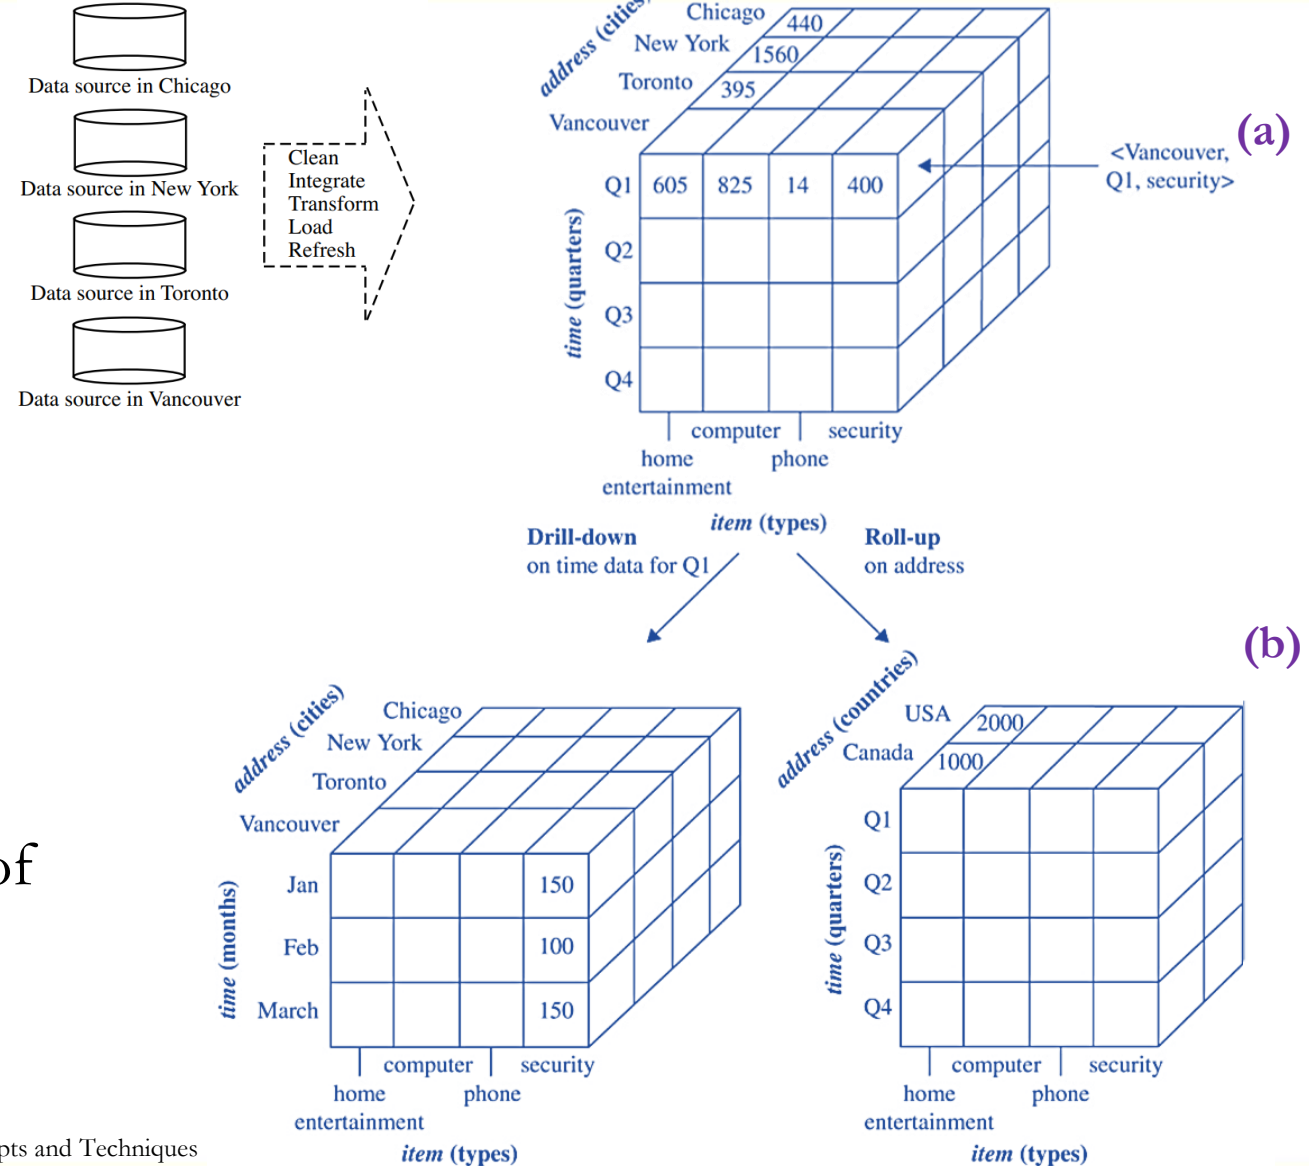 Data source in Chicago
Data source in New York
Data source in Toronto
Data source in Vancouver
Clean
Integrate
Transform
Load
Refresh
address (cities
Chicago
New York
Toronto
Vancouver
440
1560
395
Q1 605 825 14 400
Q2
Q3
Q4
time (quarters)
<Vancouver,
Q1, security>
(a)
computer security
home phone
entertainment
item (types)
Drill-down
on time data for Q1
Roll-up
on address
(b)
address (cities)
Chicago
New York
Toronto
Vancouver
Jan 150
Feb 100
March 150
time (months)
computer security
home phone
entertainment
item (types)
address (countries)
USA 2000
Canada 1000
Q1
Q2
Q3
Q4
time (quarters)
computer security
home phone
entertainment
item (types)
of
pts and Techniques